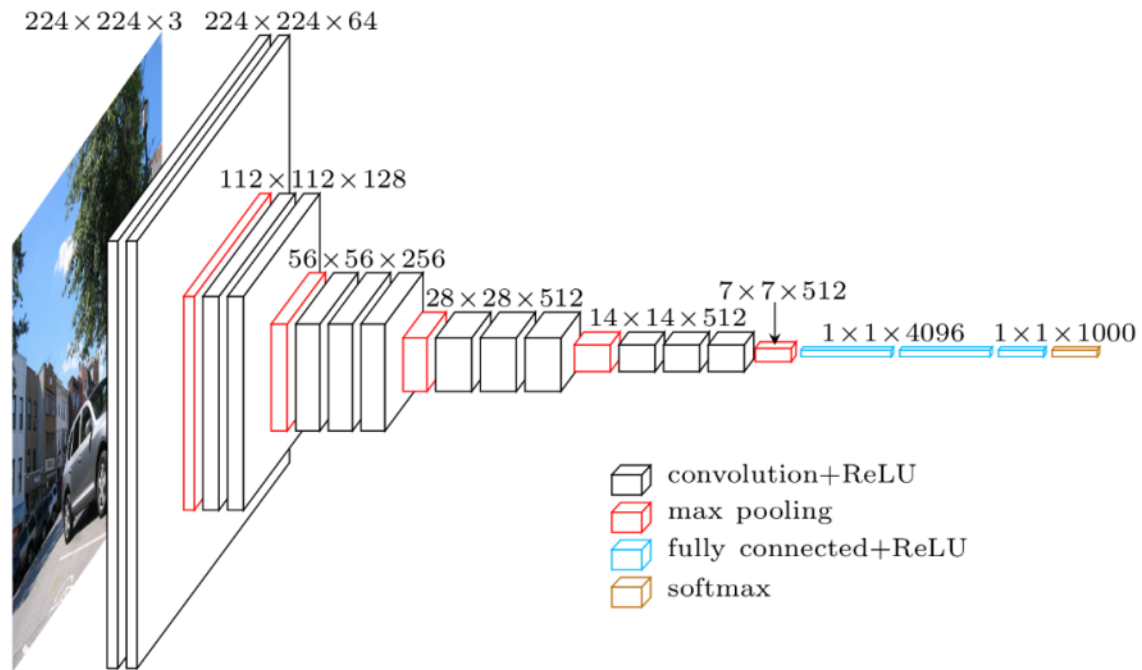 224×224×3
224×224×64
112×112×128
56×56×256
28×28×512
14×14×512
7×7×512
1×1×4096
1×1×1000
convolution+ReLU
max pooling
fully connected+ReLU
softmax